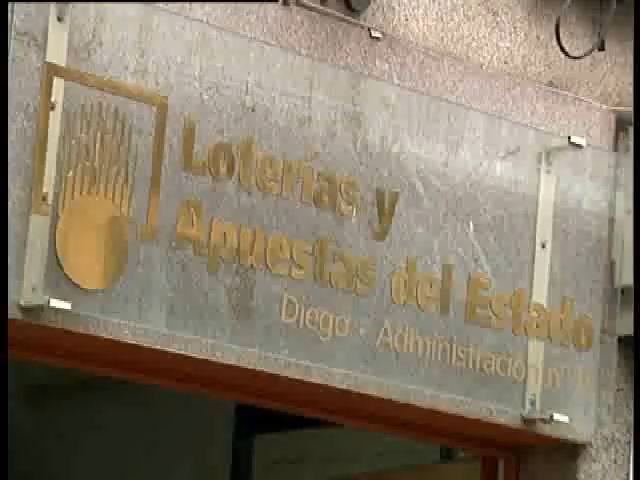 Loterías y
Apuestas del Estado
Diego - Administración nº